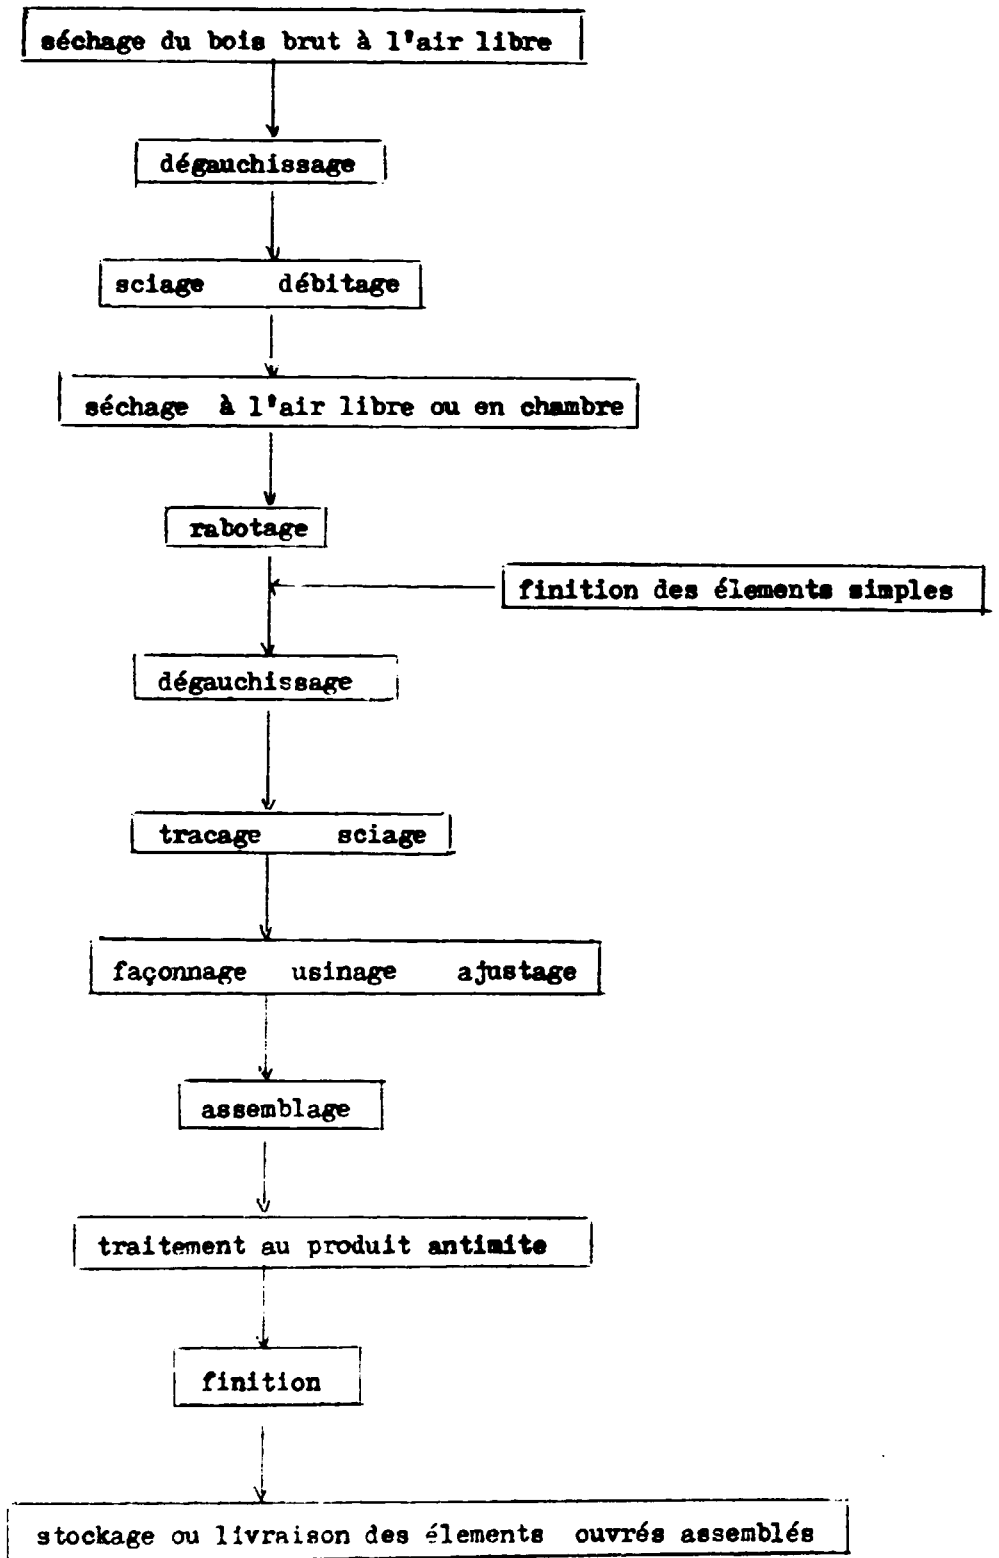 séchage du bois brut à l'air libre
dégauchissage
sciage débitage
séchage à l'air libre ou en chambre
rabotage
finition des élements simples
dégauchissage
tracage sciage
façonnage usinage ajustage
assemblage
traitement au produit antimite
finition
stockage ou livraison des élements ouvrés assemblés